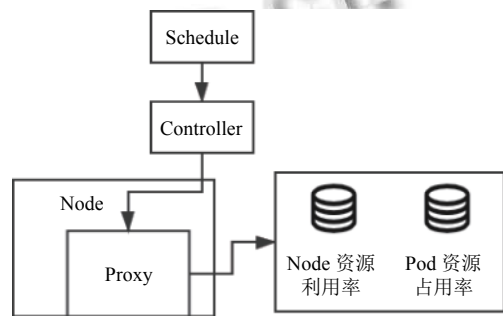 Schedule
Controller
Node
Proxy
Node 资源
利用率
Pod 资源
占用率